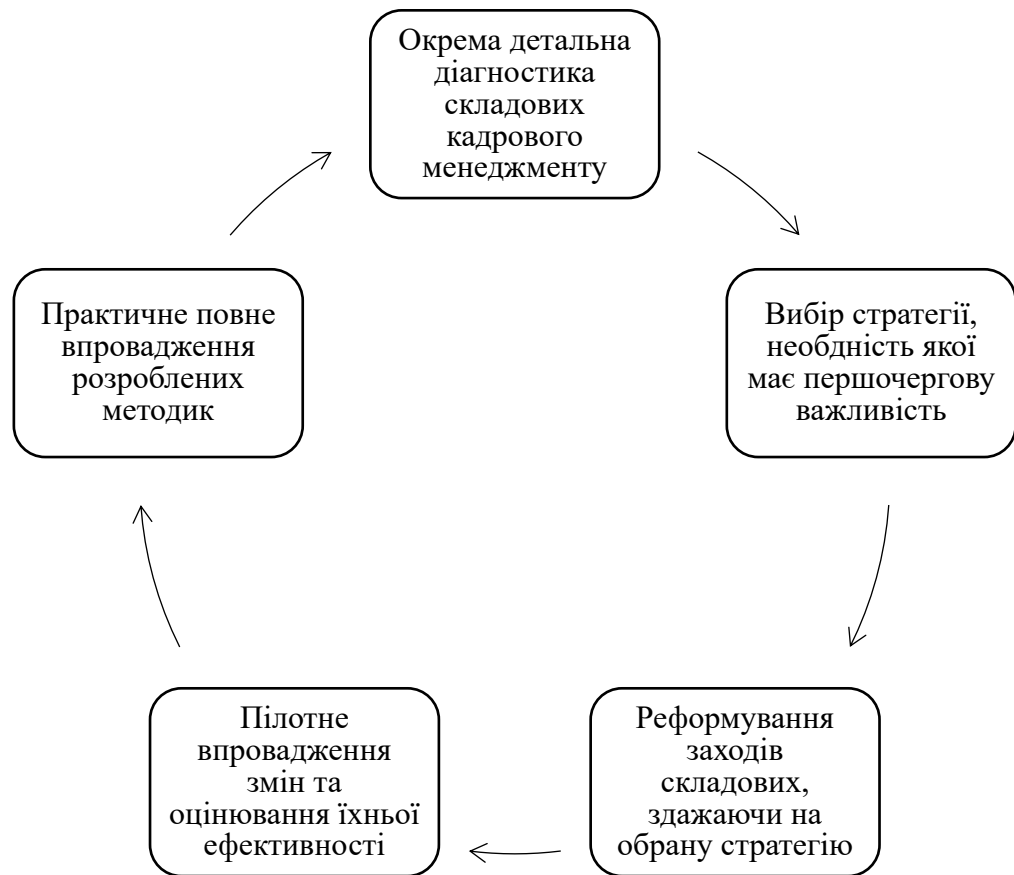 Окрема детальна
діагностика
складових
кадрового
менеджменту
Вибір стратегії,
необдність якої
має першочергову
важливість
Реформування
заходів
складових,
здажаючи на
обрану стратегію
Пілотне
впровадження
змін та
оцінювання їхньої
ефективності
Практичне повне
впровадження
розроблених
методик